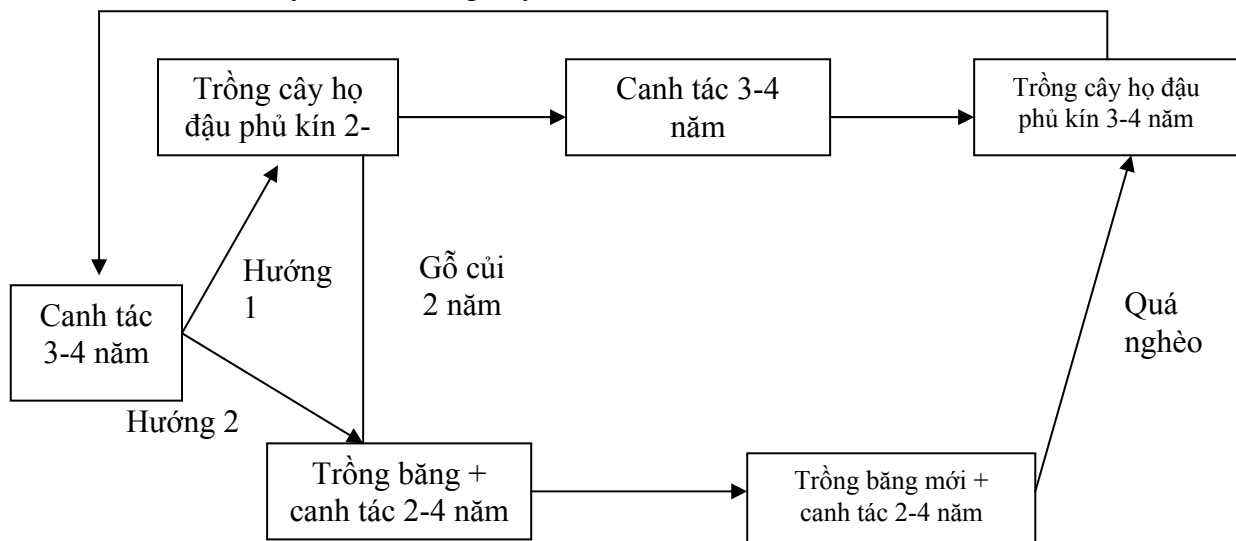 Trồng cây họ
đậu phủ kín 2-
Canh tác 3-4
năm
Trồng cây họ đậu
phủ kín 3-4 năm
Hướng
1
Gỗ củi
2 năm
Quá
nghèo
Canh tác
3-4 năm
Hướng 2
Trồng băng +
canh tác 2-4 năm
Trồng băng mới +
canh tác 2-4 năm